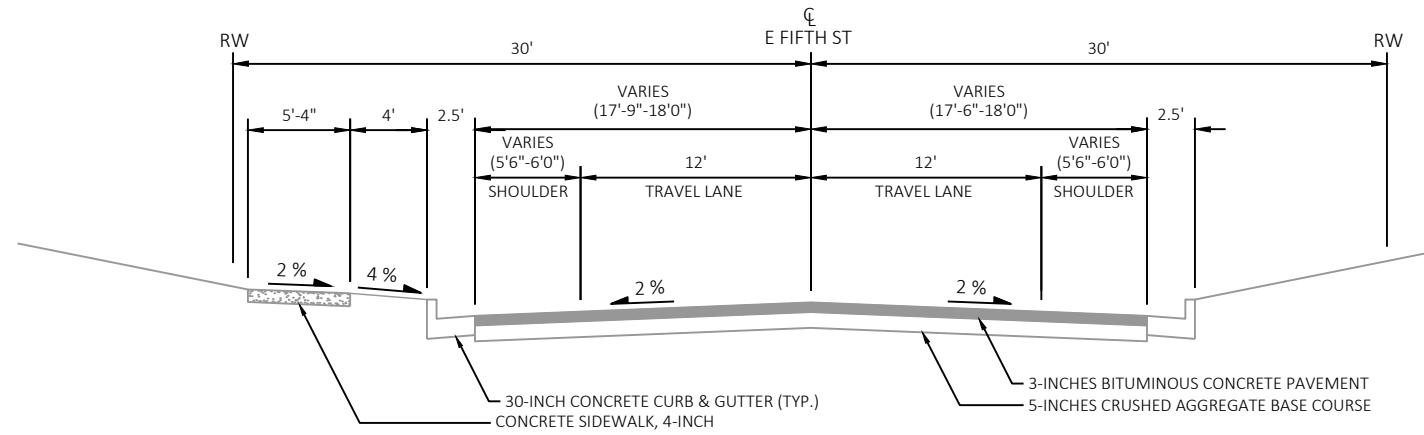 ℄
E FIFTH ST
RW
RW
30'
30'
VARIES
(17'-9"-18'0")
VARIES
(17'-6"-18'0")
5'-4"
4'
2.5'
2.5'
VARIES
(5'6"-6'0")
SHOULDER
12'
TRAVEL LANE
12'
TRAVEL LANE
VARIES
(5'6"-6'0")
SHOULDER
2 %
4 %
2 %
2 %
3-INCHES BITUMINOUS CONCRETE PAVEMENT
5-INCHES CRUSHED AGGREGATE BASE COURSE
30-INCH CONCRETE CURB & GUTTER (TYP.)
CONCRETE SIDEWALK, 4-INCH